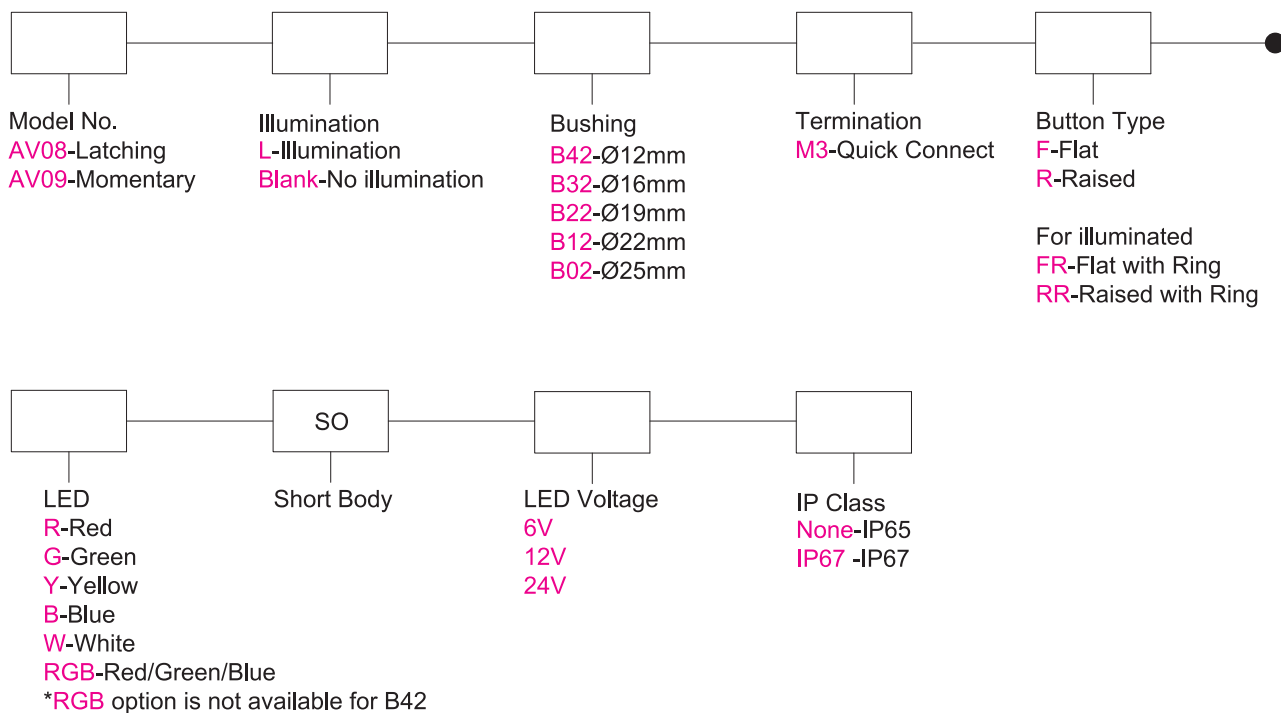 Model No.
AV08-Latching
AV09-Momentary
Illumination
L-Illumination
Blank-No illumination
Bushing
B42-Ø12mm
B32-Ø16mm
B22-Ø19mm
B12-Ø22mm
B02-Ø25mm
Termination
M3-Quick Connect
Button Type
F-Flat
R-Raised
For illuminated
FR-Flat with Ring
RR-Raised with Ring
LED
R-Red
G-Green
Y-Yellow
B-Blue
W-White
RGB-Red/Green/Blue
*RGB option is not available for B42
SO
Short Body
LED Voltage
6V
12V
24V
IP Class
None-IP65
IP67 -IP67